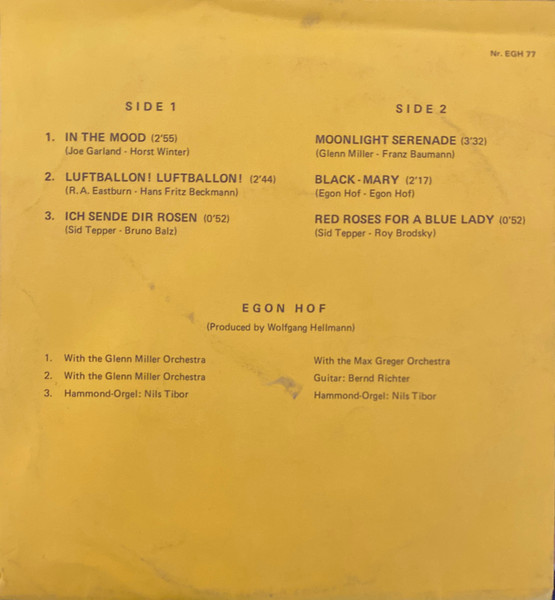 Nr. EGH 77
SIDE 1
1. IN THE MOOD (2'55)
(Joe Garland - Horst Winter)
2. LUFTBALLON! LUFTBALLON! (2'44)
(R.A. Eastburn - Hans Fritz Beckmann)
3. ICH SENDE DIR ROSEN (0'52)
(Sid Tepper - Bruno Balz)
SIDE 2
MOONLIGHT SERENADE (3'32)
(Glenn Miller - Franz Baumann)
BLACK-MARY (2'17)
(Egon Hof - Egon Hof)
RED ROSES FOR A BLUE LADY (0'52)
(Sid Tepper - Roy Brodsky)
EGON HOF
(Produced by Wolfgang Hellmann)
1. With the Glenn Miller Orchestra
2. With the Glenn Miller Orchestra
3. Hammond-Orgel: Nils Tibor
With the Max Greger Orchestra
Guitar: Bernd Richter
Hammond-Orgel: Nils Tibor